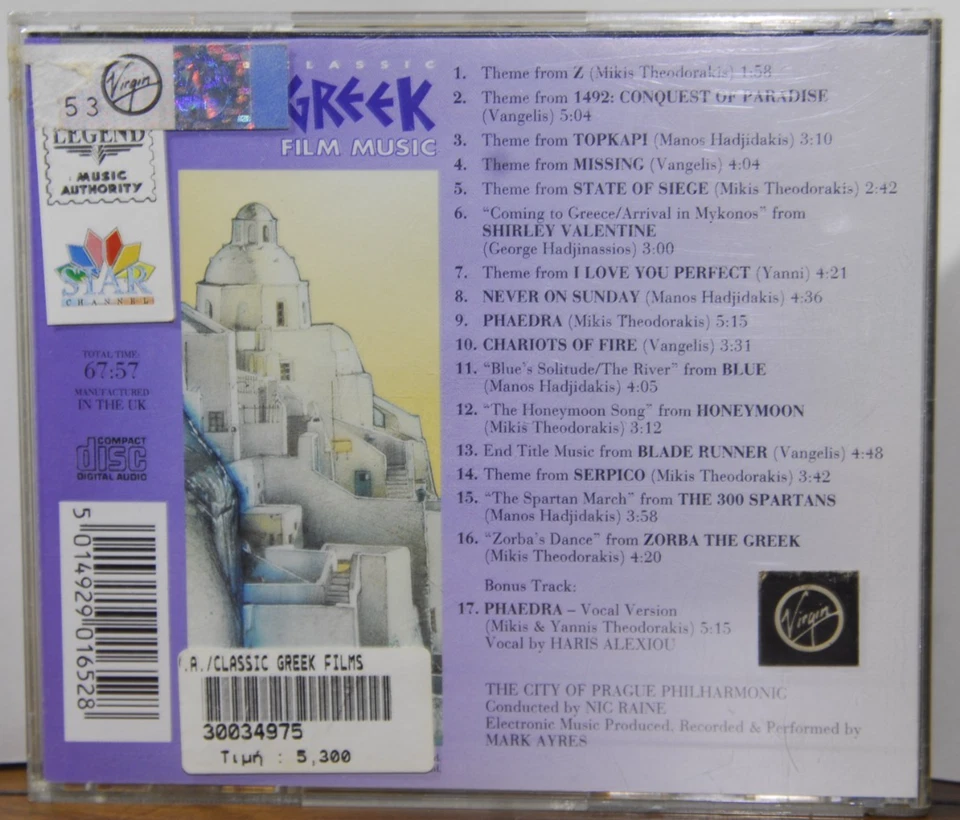 Virgin
53
CLASSIC
GREEK
FILM MUSIC
LEGEND
MUSIC
AUTHORITY
STAR
CHANNEL
TOTAL TIME:
67:57
MANUFACTURED
IN THE UK
COMPACT
disc
DIGITAL AUDIO
5 014929 016528
.A./CLASSIC GREEK FILMS
30034975
Τιμή : 5,300
1. Theme from Z (Mikis Theodorakis) 1:58
2. Theme from 1492: CONQUEST OF PARADISE
(Vangelis) 5:04
3. Theme from TOPKAPI (Manos Hadjidakis) 3:10
4. Theme from MISSING (Vangelis) 4:04
5. Theme from STATE OF SIEGE (Mikis Theodorakis) 2:42
6. “Coming to Greece/Arrival in Mykonos” from
SHIRLEY VALENTINE
(George Hadjinassios) 3:00
7. Theme from I LOVE YOU PERFECT (Yanni) 4:21
8. NEVER ON SUNDAY (Manos Hadjidakis) 4:36
9. PHAEDRA (Mikis Theodorakis) 5:15
10. CHARIOTS OF FIRE (Vangelis) 3:31
11. “Blue's Solitude/The River” from BLUE
(Manos Hadjidakis) 4:05
12. “The Honeymoon Song” from HONEYMOON
(Mikis Theodorakis) 3:12
13. End Title Music from BLADE RUNNER (Vangelis) 4:48
14. Theme from SERPICO (Mikis Theodorakis) 3:42
15. “The Spartan March” from THE 300 SPARTANS
(Manos Hadjidakis) 3:58
16. “Zorba's Dance” from ZORBA THE GREEK
(Mikis Theodorakis) 4:20
Bonus Track:
17. PHAEDRA – Vocal Version
(Mikis & Yannis Theodorakis) 5:15
Vocal by HARIS ALEXIOU
Virgin
THE CITY OF PRAGUE PHILHARMONIC
Conducted by NIC RAINE
Electronic Music Produced, Recorded & Performed by
MARK AYRES